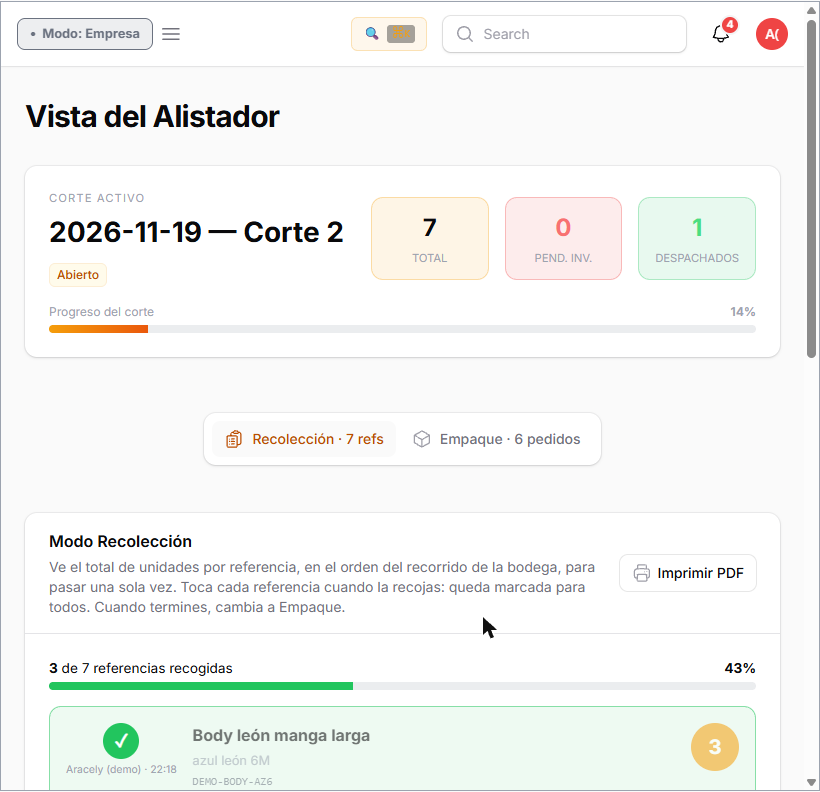 • Modo: Empresa
Search
4
A(
Vista del Alistador
CORTE ACTIVO
2026-11-19 — Corte 2
Abierto
7
TOTAL
0
PEND. INV.
1
DESPACHADOS
Progreso del corte
14%
Recolección · 7 refs
Empaque · 6 pedidos
Modo Recolección
Ve el total de unidades por referencia, en el orden del recorrido de la bodega, para
pasar una sola vez. Toca cada referencia cuando la recojas: queda marcada para
todos. Cuando termines, cambia a Empaque.
Imprimir PDF
3 de 7 referencias recogidas
43%
Body león manga larga
azul león 6M
DEMO-BODY-AZ6
Aracely (demo) · 22:18
3